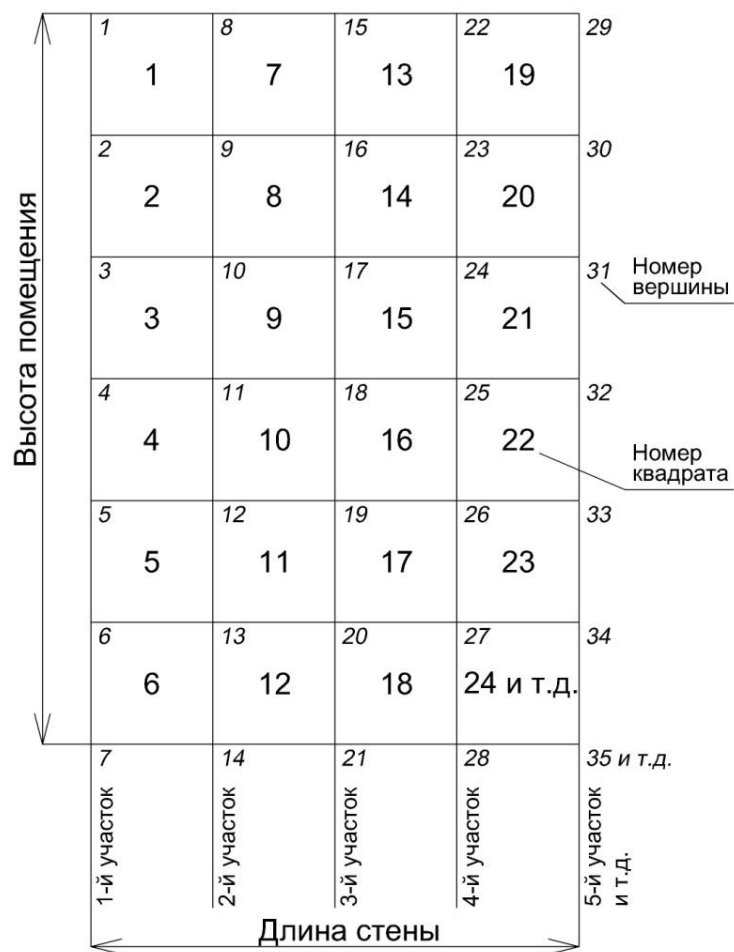 1 8 15 22 29
1 7 13 19
2 9 16 23 30
2 8 14 20
3 10 17 24 31
Номер
вершины
3 9 15 21
4 11 18 25 32
4 10 16 22
Номер
квадрата
5 12 19 26 33
5 11 17 23
6 13 20 27 34
6 12 18 24 и т.д.
7 14 21 28 35 и т.д.
Высота помещения
1-й участок
2-й участок
3-й участок
4-й участок
5-й участок
и т.д.
Длина стены